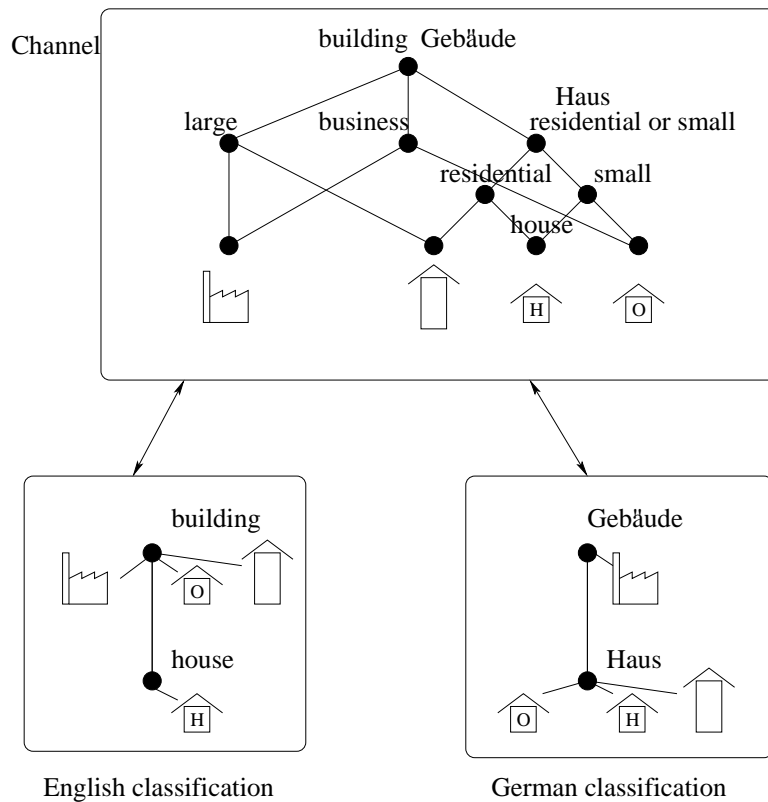 Channel
building Gebäude
Haus
large business residential or small
residential small
house
H O
building
O
house
H
English classification
Gebäude
Haus
O H
German classification